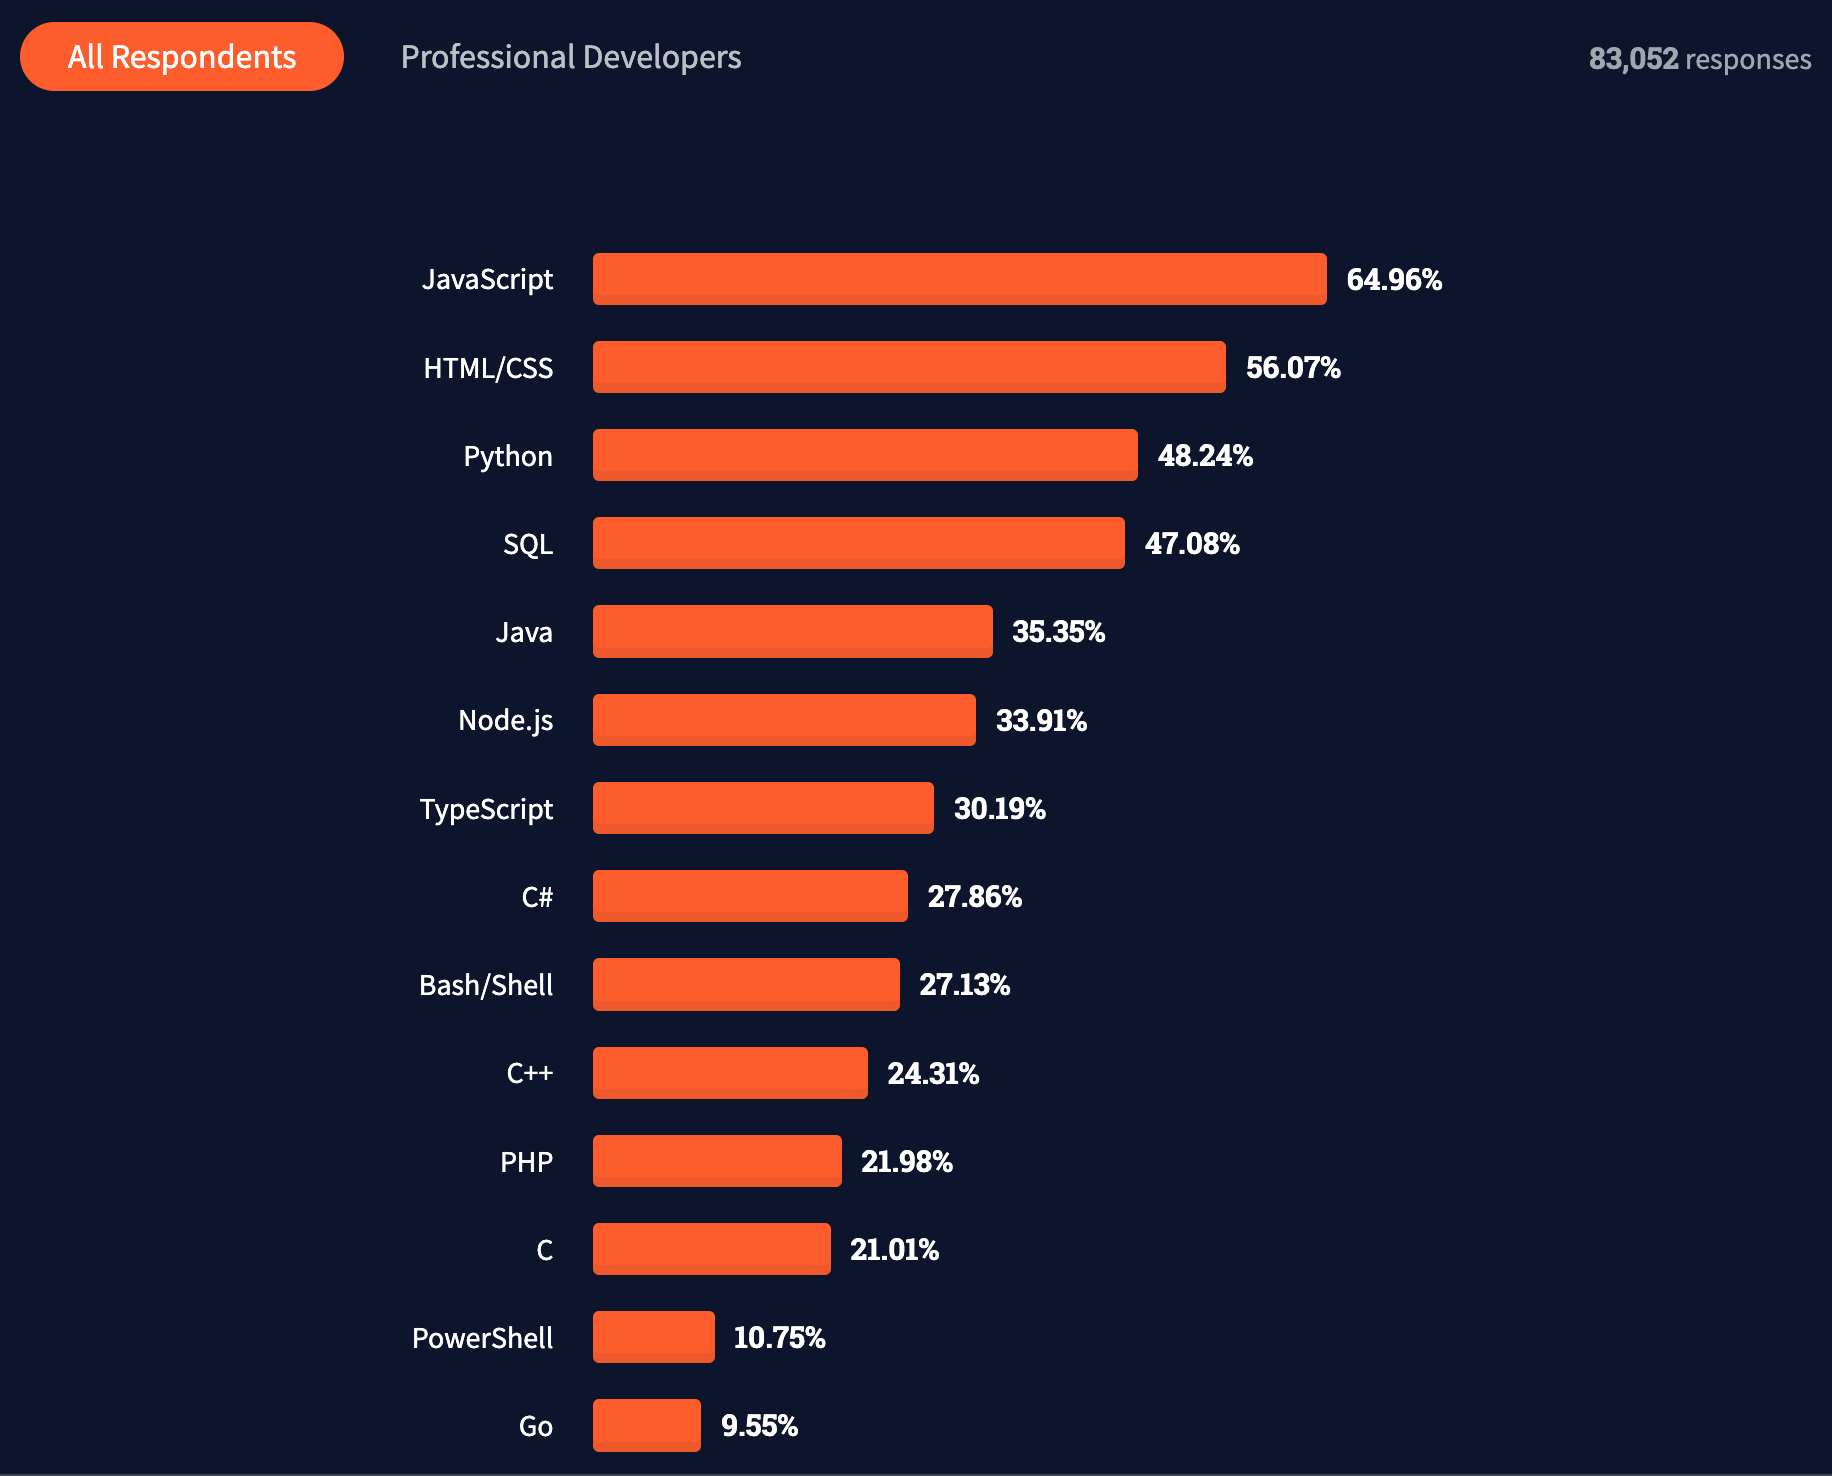 All Respondents Professional Developers 83,052 responses
JavaScript 64.96%
HTML/CSS 56.07%
Python 48.24%
SQL 47.08%
Java 35.35%
Node.js 33.91%
TypeScript 30.19%
C# 27.86%
Bash/Shell 27.13%
C++ 24.31%
PHP 21.98%
C 21.01%
PowerShell 10.75%
Go 9.55%